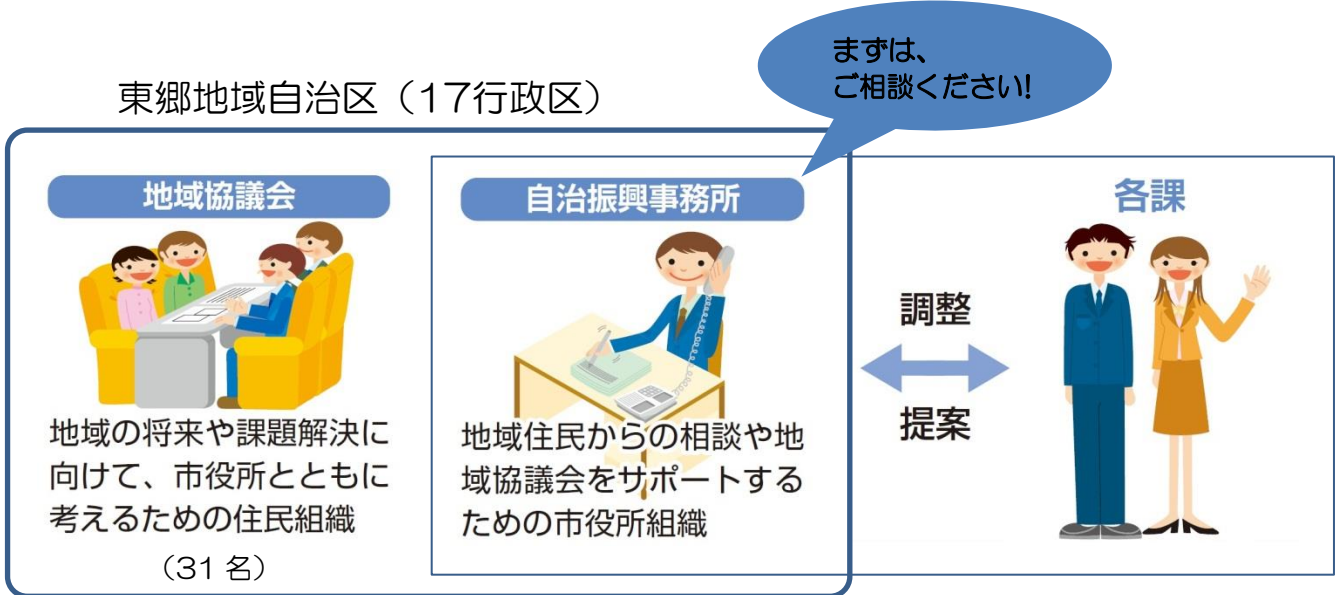 まずは、
ご相談ください!
東郷地域自治区(17行政区)
地域協議会
地域の将来や課題解決に
向けて、市役所とともに
考えるための住民組織
(31 名)
自治振興事務所
地域住民からの相談や地
域協議会をサポートする
ための市役所組織
調整
提案
各課